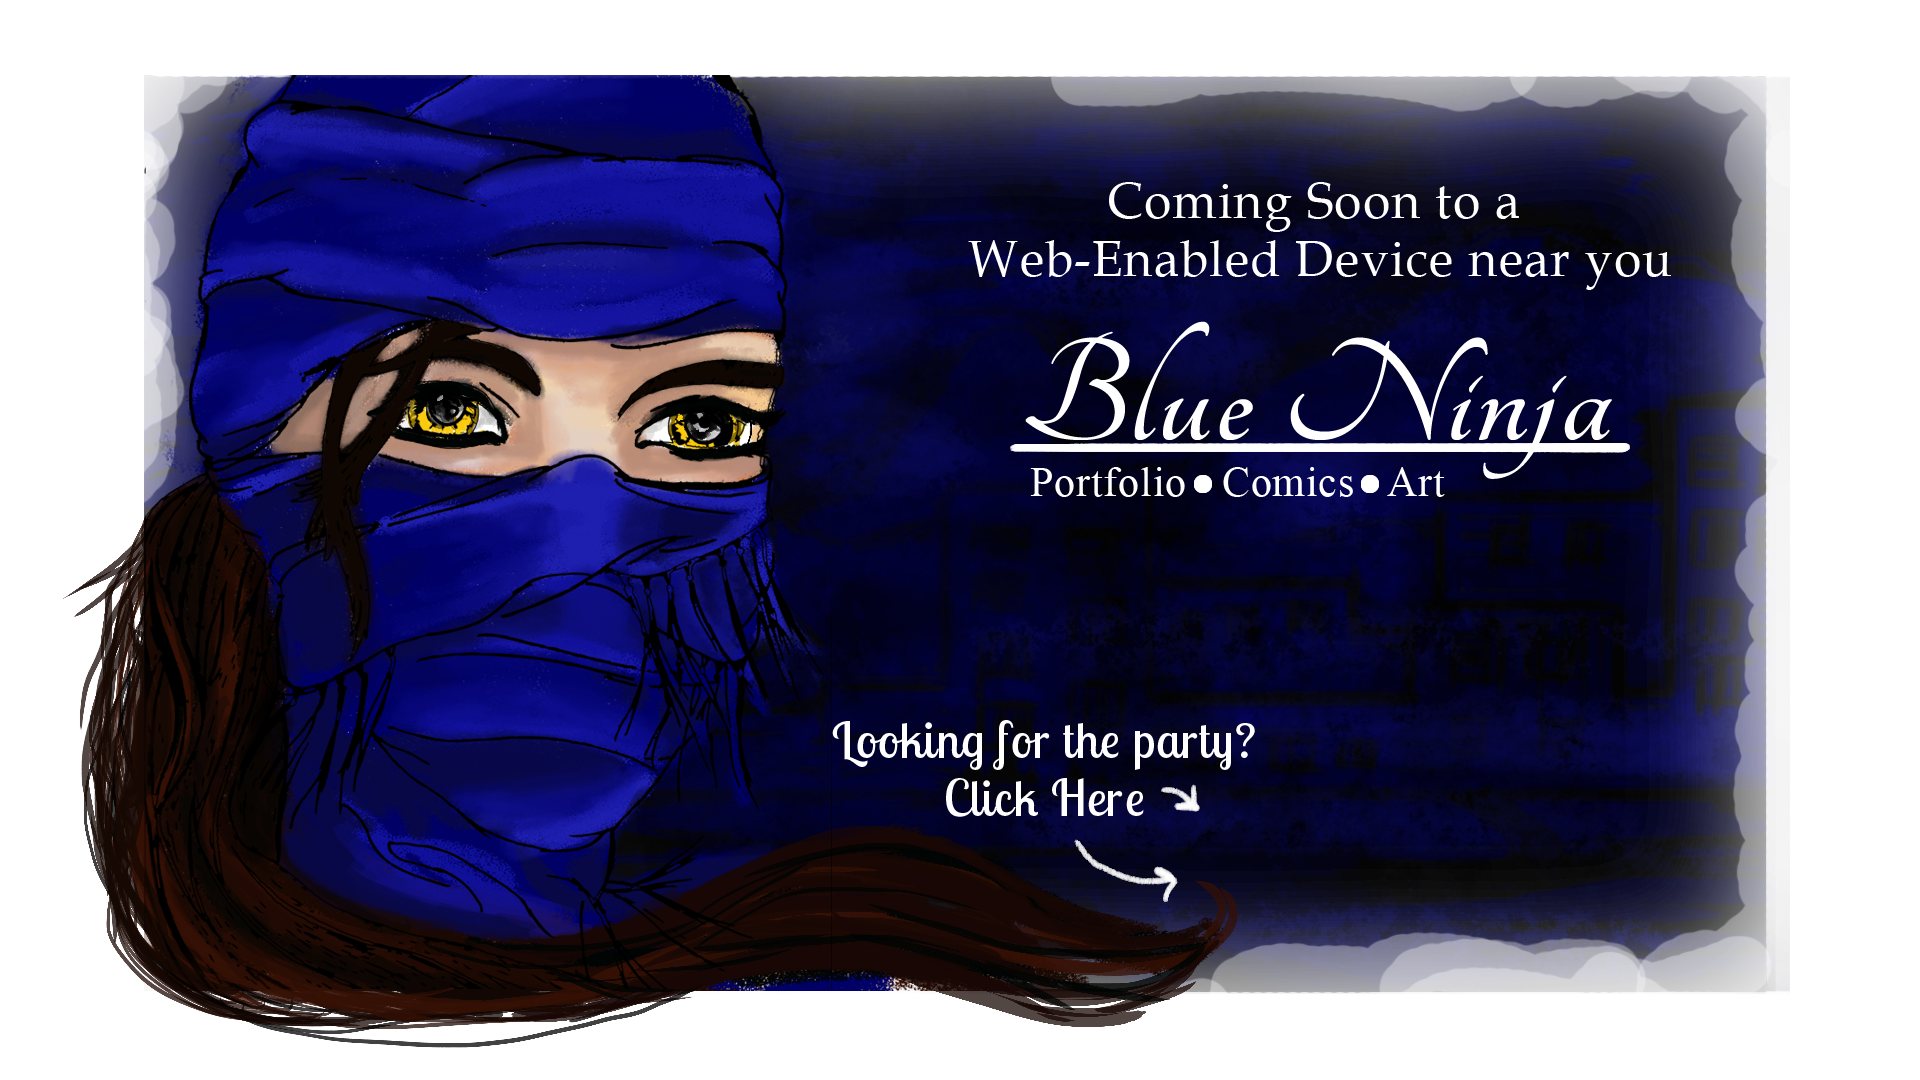 Coming Soon to a
Web-Enabled Device near you
Blue Ninja
Portfolio●Comics●Art
Looking for the party?
Click Here